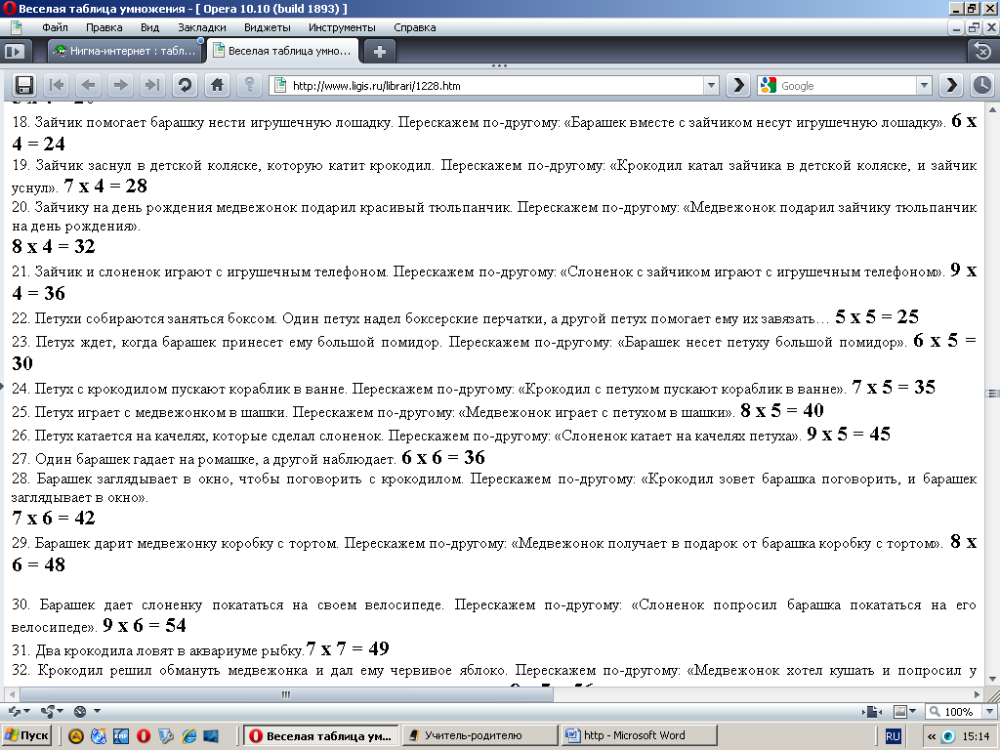 Веселая таблица умножения - [ Opera 10.10 (build 1893) ]
Файл Правка Вид Закладки Виджеты Инструменты Справка
Нигма-интернет : табл... Веселая таблица умно...
http://www.ligis.ru/librari/1228.htm Google
18. Зайчик помогает барашку нести игрушечную лошадку. Перескажем по-другому: «Барашек вместе с зайчиком несут игрушечную лошадку». 6 х
4 = 24
19. Зайчик заснул в детской коляске, которую катит крокодил. Перескажем по-другому: «Крокодил катал зайчика в детской коляске, и зайчик
уснул». 7 х 4 = 28
20. Зайчику на день рождения медвежонок подарил красивый тюльпанчик. Перескажем по-другому: «Медвежонок подарил зайчику тюльпанчик
на день рождения».
8 х 4 = 32
21. Зайчик и слоненок играют с игрушечным телефоном. Перескажем по-другому: «Слоненок с зайчиком играют с игрушечным телефоном». 9 х
4 = 36
22. Петухи собираются заняться боксом. Один петух надел боксерские перчатки, а другой петух помогает ему их завязать… 5 х 5 = 25
23. Петух ждет, когда барашек принесет ему большой помидор. Перескажем по-другому: «Барашек несет петуху большой помидор». 6 х 5 =
30
24. Петух с крокодилом пускают кораблик в ванне. Перескажем по-другому: «Крокодил с петухом пускают кораблик в ванне». 7 х 5 = 35
25. Петух играет с медвежонком в шашки. Перескажем по-другому: «Медвежонок играет с петухом в шашки». 8 х 5 = 40
26. Петух катается на качелях, которые сделал слоненок. Перескажем по-другому: «Слоненок катает на качелях петуха». 9 х 5 = 45
27. Один барашек гадает на ромашке, а другой наблюдает. 6 х 6 = 36
28. Барашек заглядывает в окно, чтобы поговорить с крокодилом. Перескажем по-другому: «Крокодил зовет барашка поговорить, и барашек
заглядывает в окно».
7 х 6 = 42
29. Барашек дарит медвежонку коробку с тортом. Перескажем по-другому: «Медвежонок получает в подарок от барашка коробку с тортом». 8 х
6 = 48
30. Барашек дает слоненку покататься на своем велосипеде. Перескажем по-другому: «Слоненок попросил барашка покататься на его
велосипеде». 9 х 6 = 54
31. Два крокодила ловят в аквариуме рыбку.7 х 7 = 49
32. Крокодил решил обмануть медвежонка и дал ему червивое яблоко. Перескажем по-другому: «Медвежонок хотел кушать и попросил у
100%
Пуск Веселая таблица ум... Учитель-родителю http - Microsoft Word RU « 15:14